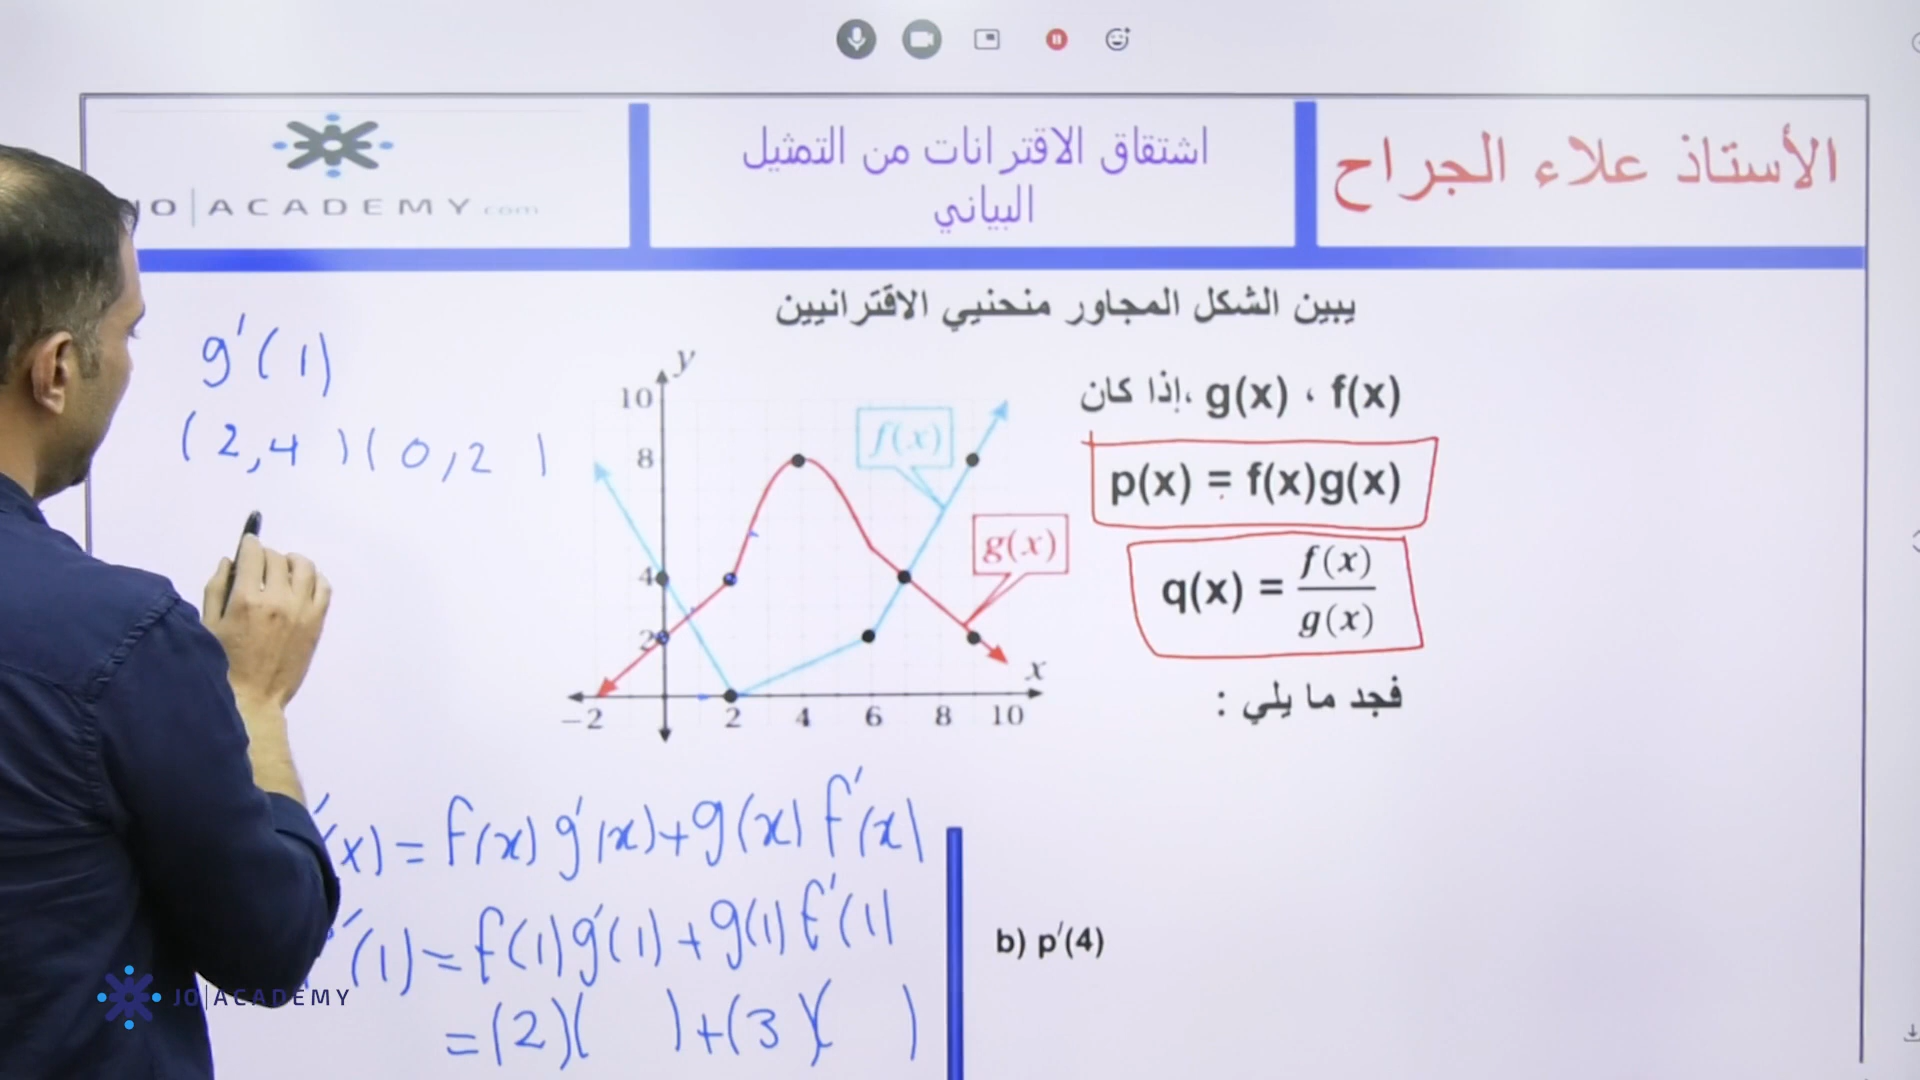 الأستاذ علاء الجراح
اشتقاق الاقترانات من التمثيل
البياني
JO ACADEMY.com
يبين الشكل المجاور منحنيي الاقترانيين
f(x) ، g(x) ،إذا كان
p(x) = f(x)g(x)
q(x) = f(x)/g(x)
فجد ما يلي :
g'(1)
(2,4)(0,2)
y
10
8
4
2
f(x)
g(x)
x
−2 2 4 6 8 10
'(x) = f(x) g'(x) + g(x) f'(x)
'(1) = f(1) g'(1) + g(1) f'(1)
= (2)( ) + (3)( )
b) p'(4)
JO ACADEMY